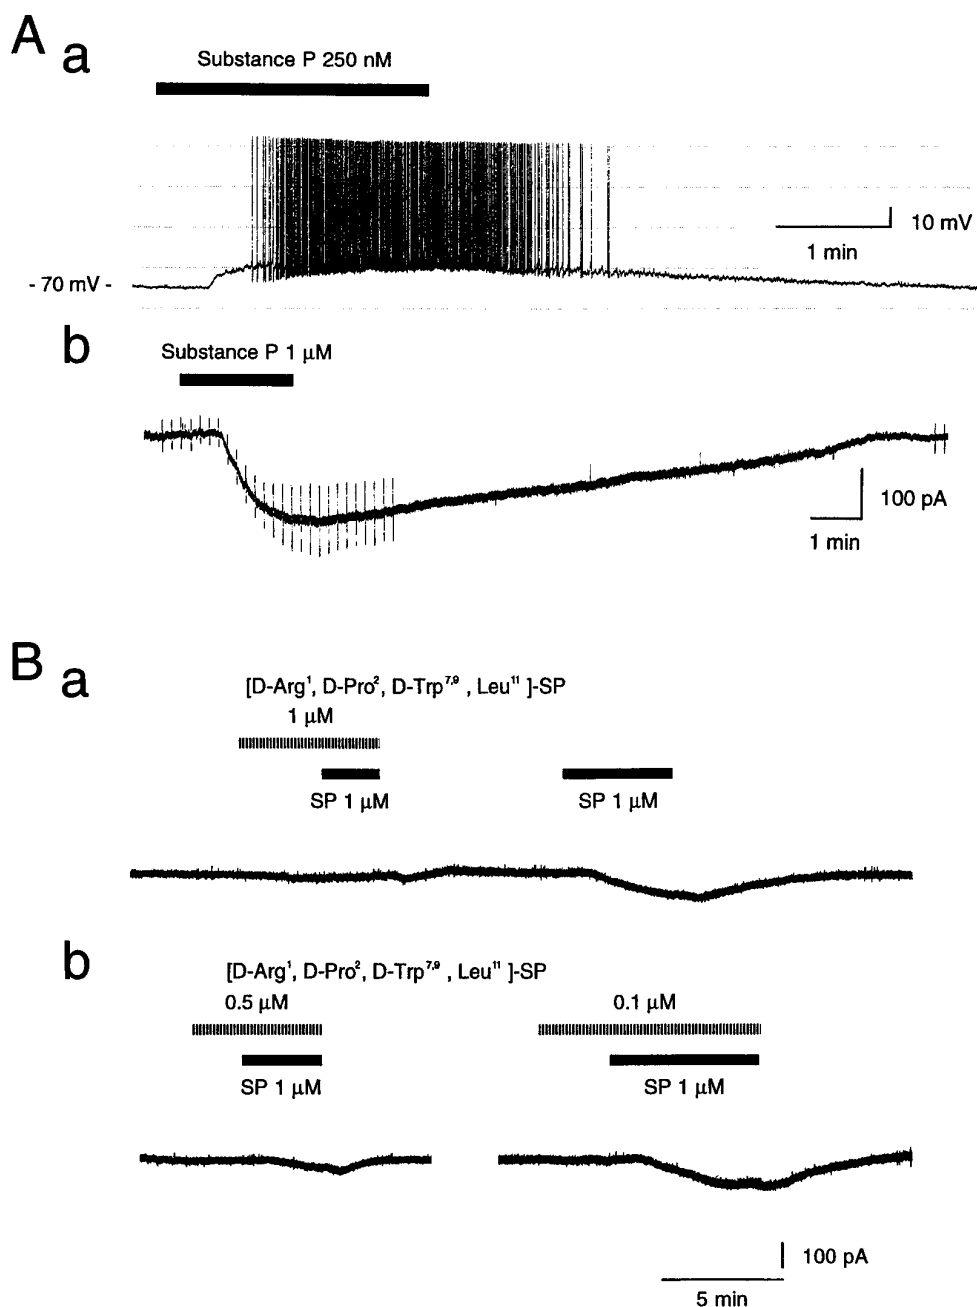 A
a
Substance P 250 nM
10 mV
1 min
- 70 mV -
b
Substance P 1 μM
100 pA
1 min
B
a
[D-Arg¹, D-Pro², D-Trp⁷,⁹ , Leu¹¹ ]-SP
1 μM
SP 1 μM SP 1 μM
b
[D-Arg¹, D-Pro², D-Trp⁷,⁹ , Leu¹¹ ]-SP
0.5 μM 0.1 μM
SP 1 μM SP 1 μM
100 pA
5 min